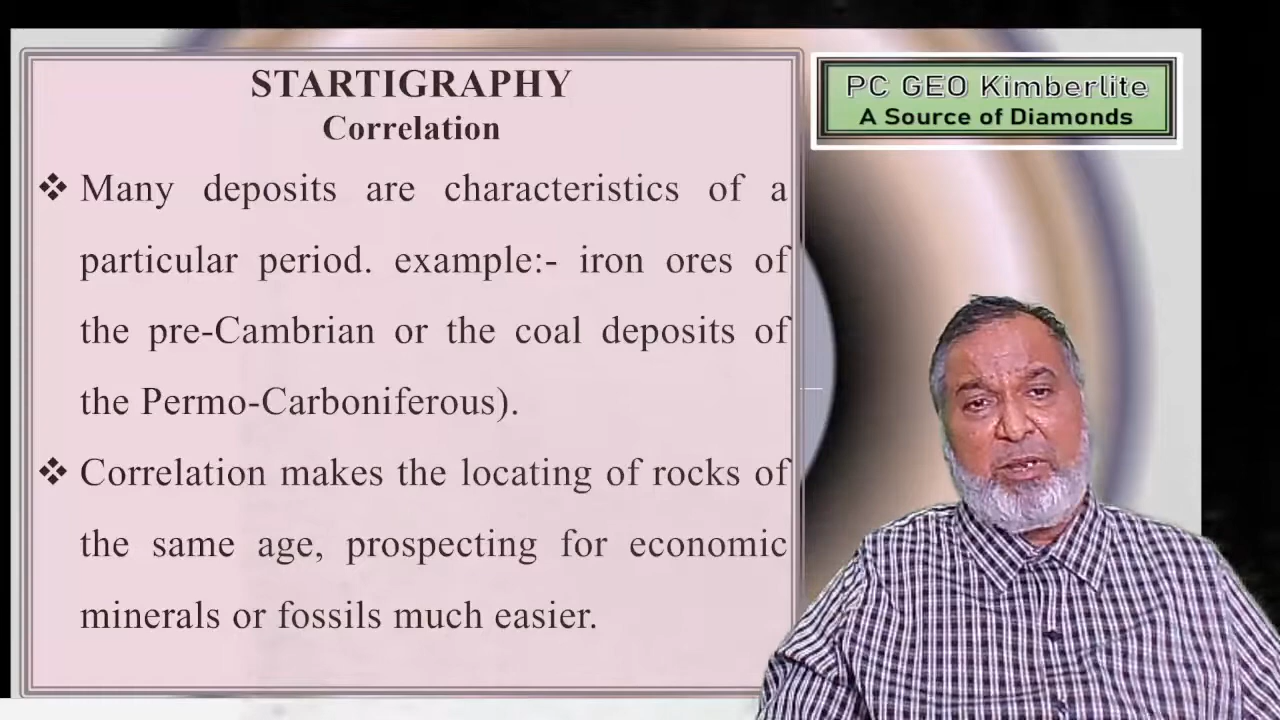 STARTIGRAPHY
Correlation
❖ Many deposits are characteristics of a
particular period. example:- iron ores of
the pre-Cambrian or the coal deposits of
the Permo-Carboniferous).
❖ Correlation makes the locating of rocks of
the same age, prospecting for economic
minerals or fossils much easier.
PC GEO Kimberlite
A Source of Diamonds